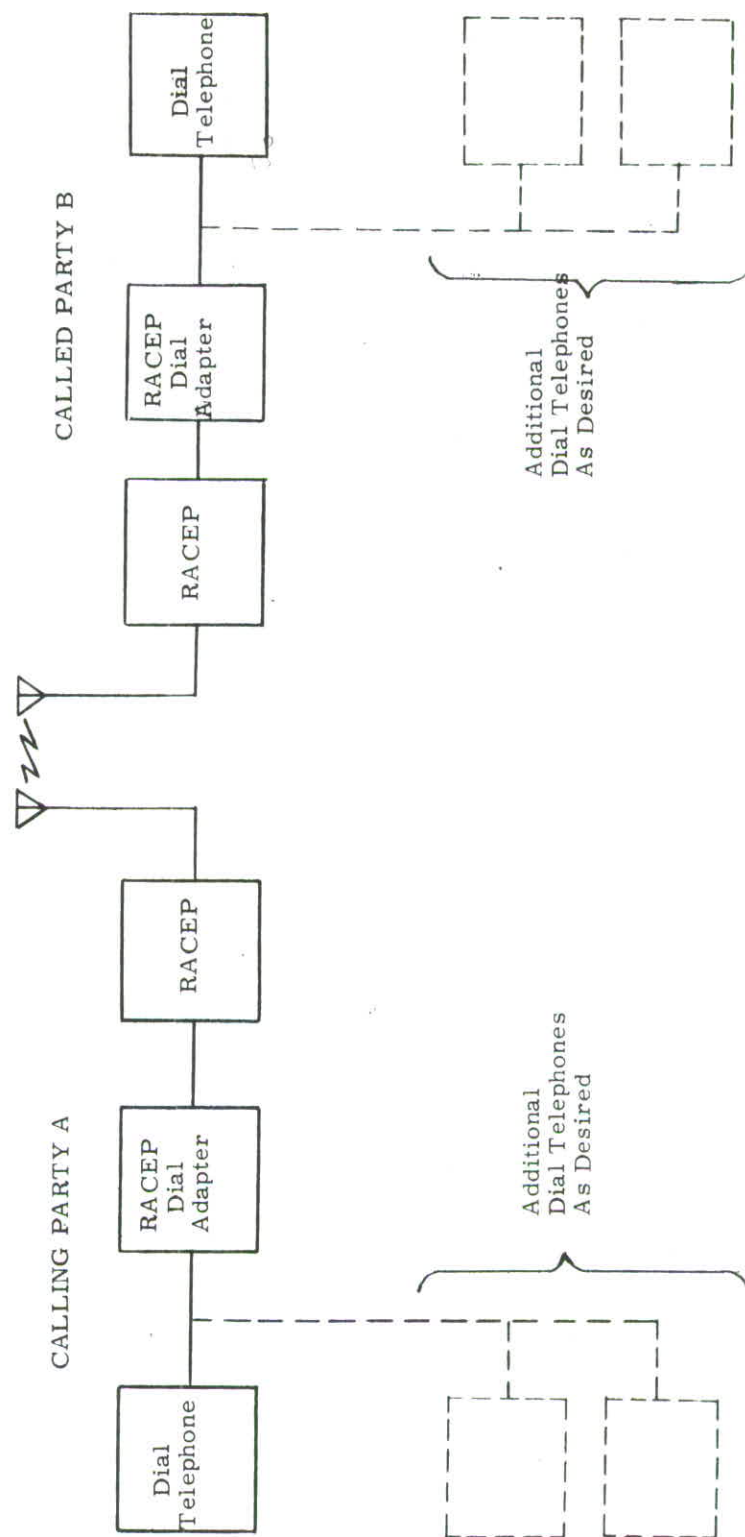 CALLING PARTY A
CALLED PARTY B
Dial
Telephone
RACEP
Dial
Adapter
RACEP
RACEP
RACEP
Dial
Adapter
Dial
Telephone
Additional
Dial Telephones
As Desired
Additional
Dial Telephones
As Desired